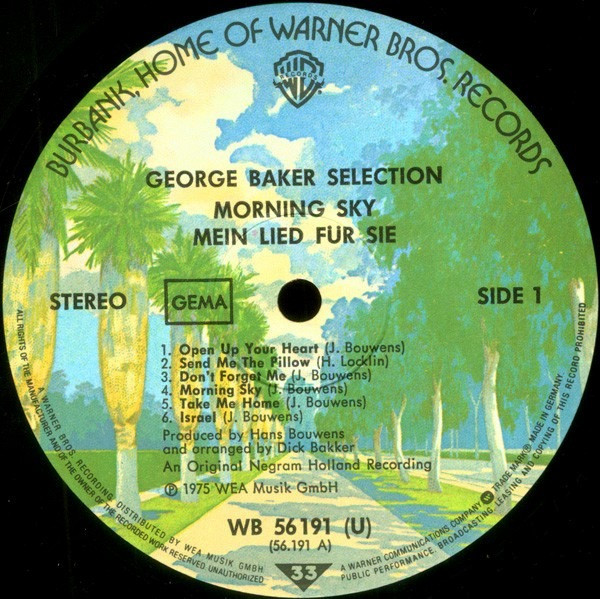 BURBANK, HOME OF WARNER BROS. RECORDS
RECORDS
GEORGE BAKER SELECTION
MORNING SKY
MEIN LIED FUR SIE
STEREO
GEMA
SIDE 1
1. Open Up Your Heart (J. Bouwens)
2. Send Me The Pillow (H. Locklin)
3. Don't Forget Me (J. Bouwens)
4. Morning Sky (J. Bouwens)
5. Take Me Home (J. Bouwens)
6. Israel (J. Bouwens)
Produced by Hans Bouwens
and arranged by Dick Bakker
An Original Negram Holland Recording
Ⓟ 1975 WEA Musik GmbH
WB 56 191 (U)
(56.191 A)
33
ALL RIGHTS OF THE MANUFACTURER AND OF THE OWNER OF THE RECORDED WORK RESERVED. UNAUTHORIZED
A WARNER BROS. RECORDING DISTRIBUTED BY WEA MUSIK GMBH
A WARNER COMMUNICATIONS COMPANY TRADE MARK® MADE IN GERMANY
PUBLIC PERFORMANCE, BROADCASTING, LEASING AND COPYING OF THIS RECORD PROHIBITED